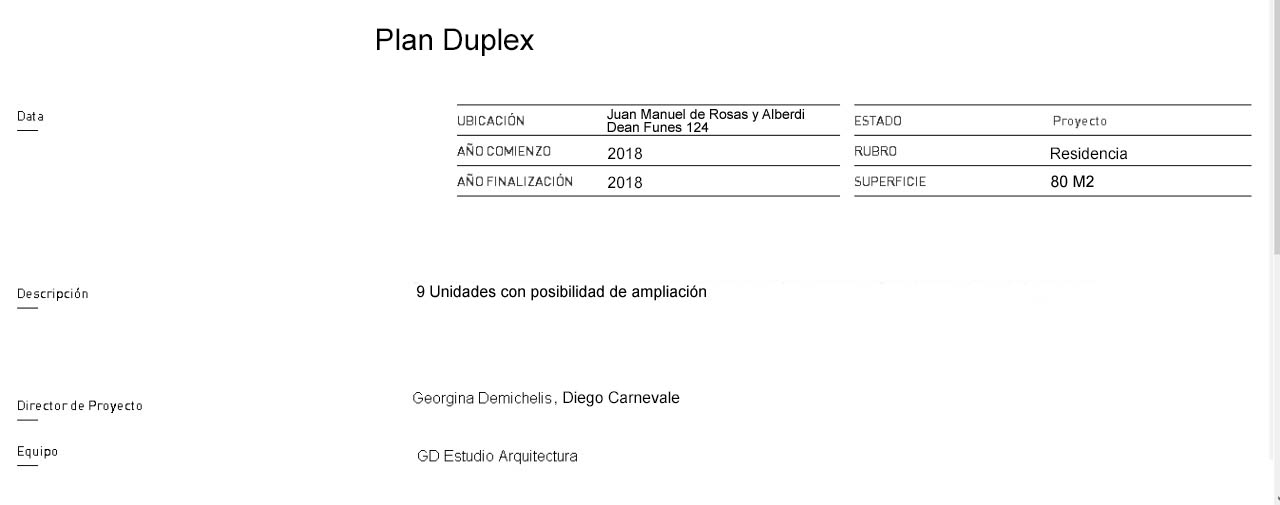 Plan Duplex
Data
UBICACIÓN Juan Manuel de Rosas y Alberdi
Dean Funes 124
ESTADO Proyecto
AÑO COMIENZO 2018
RUBRO Residencia
AÑO FINALIZACIÓN 2018
SUPERFICIE 80 M2
Descripción
9 Unidades con posibilidad de ampliación
Director de Proyecto
Georgina Demichelis, Diego Carnevale
Equipo
GD Estudio Arquitectura